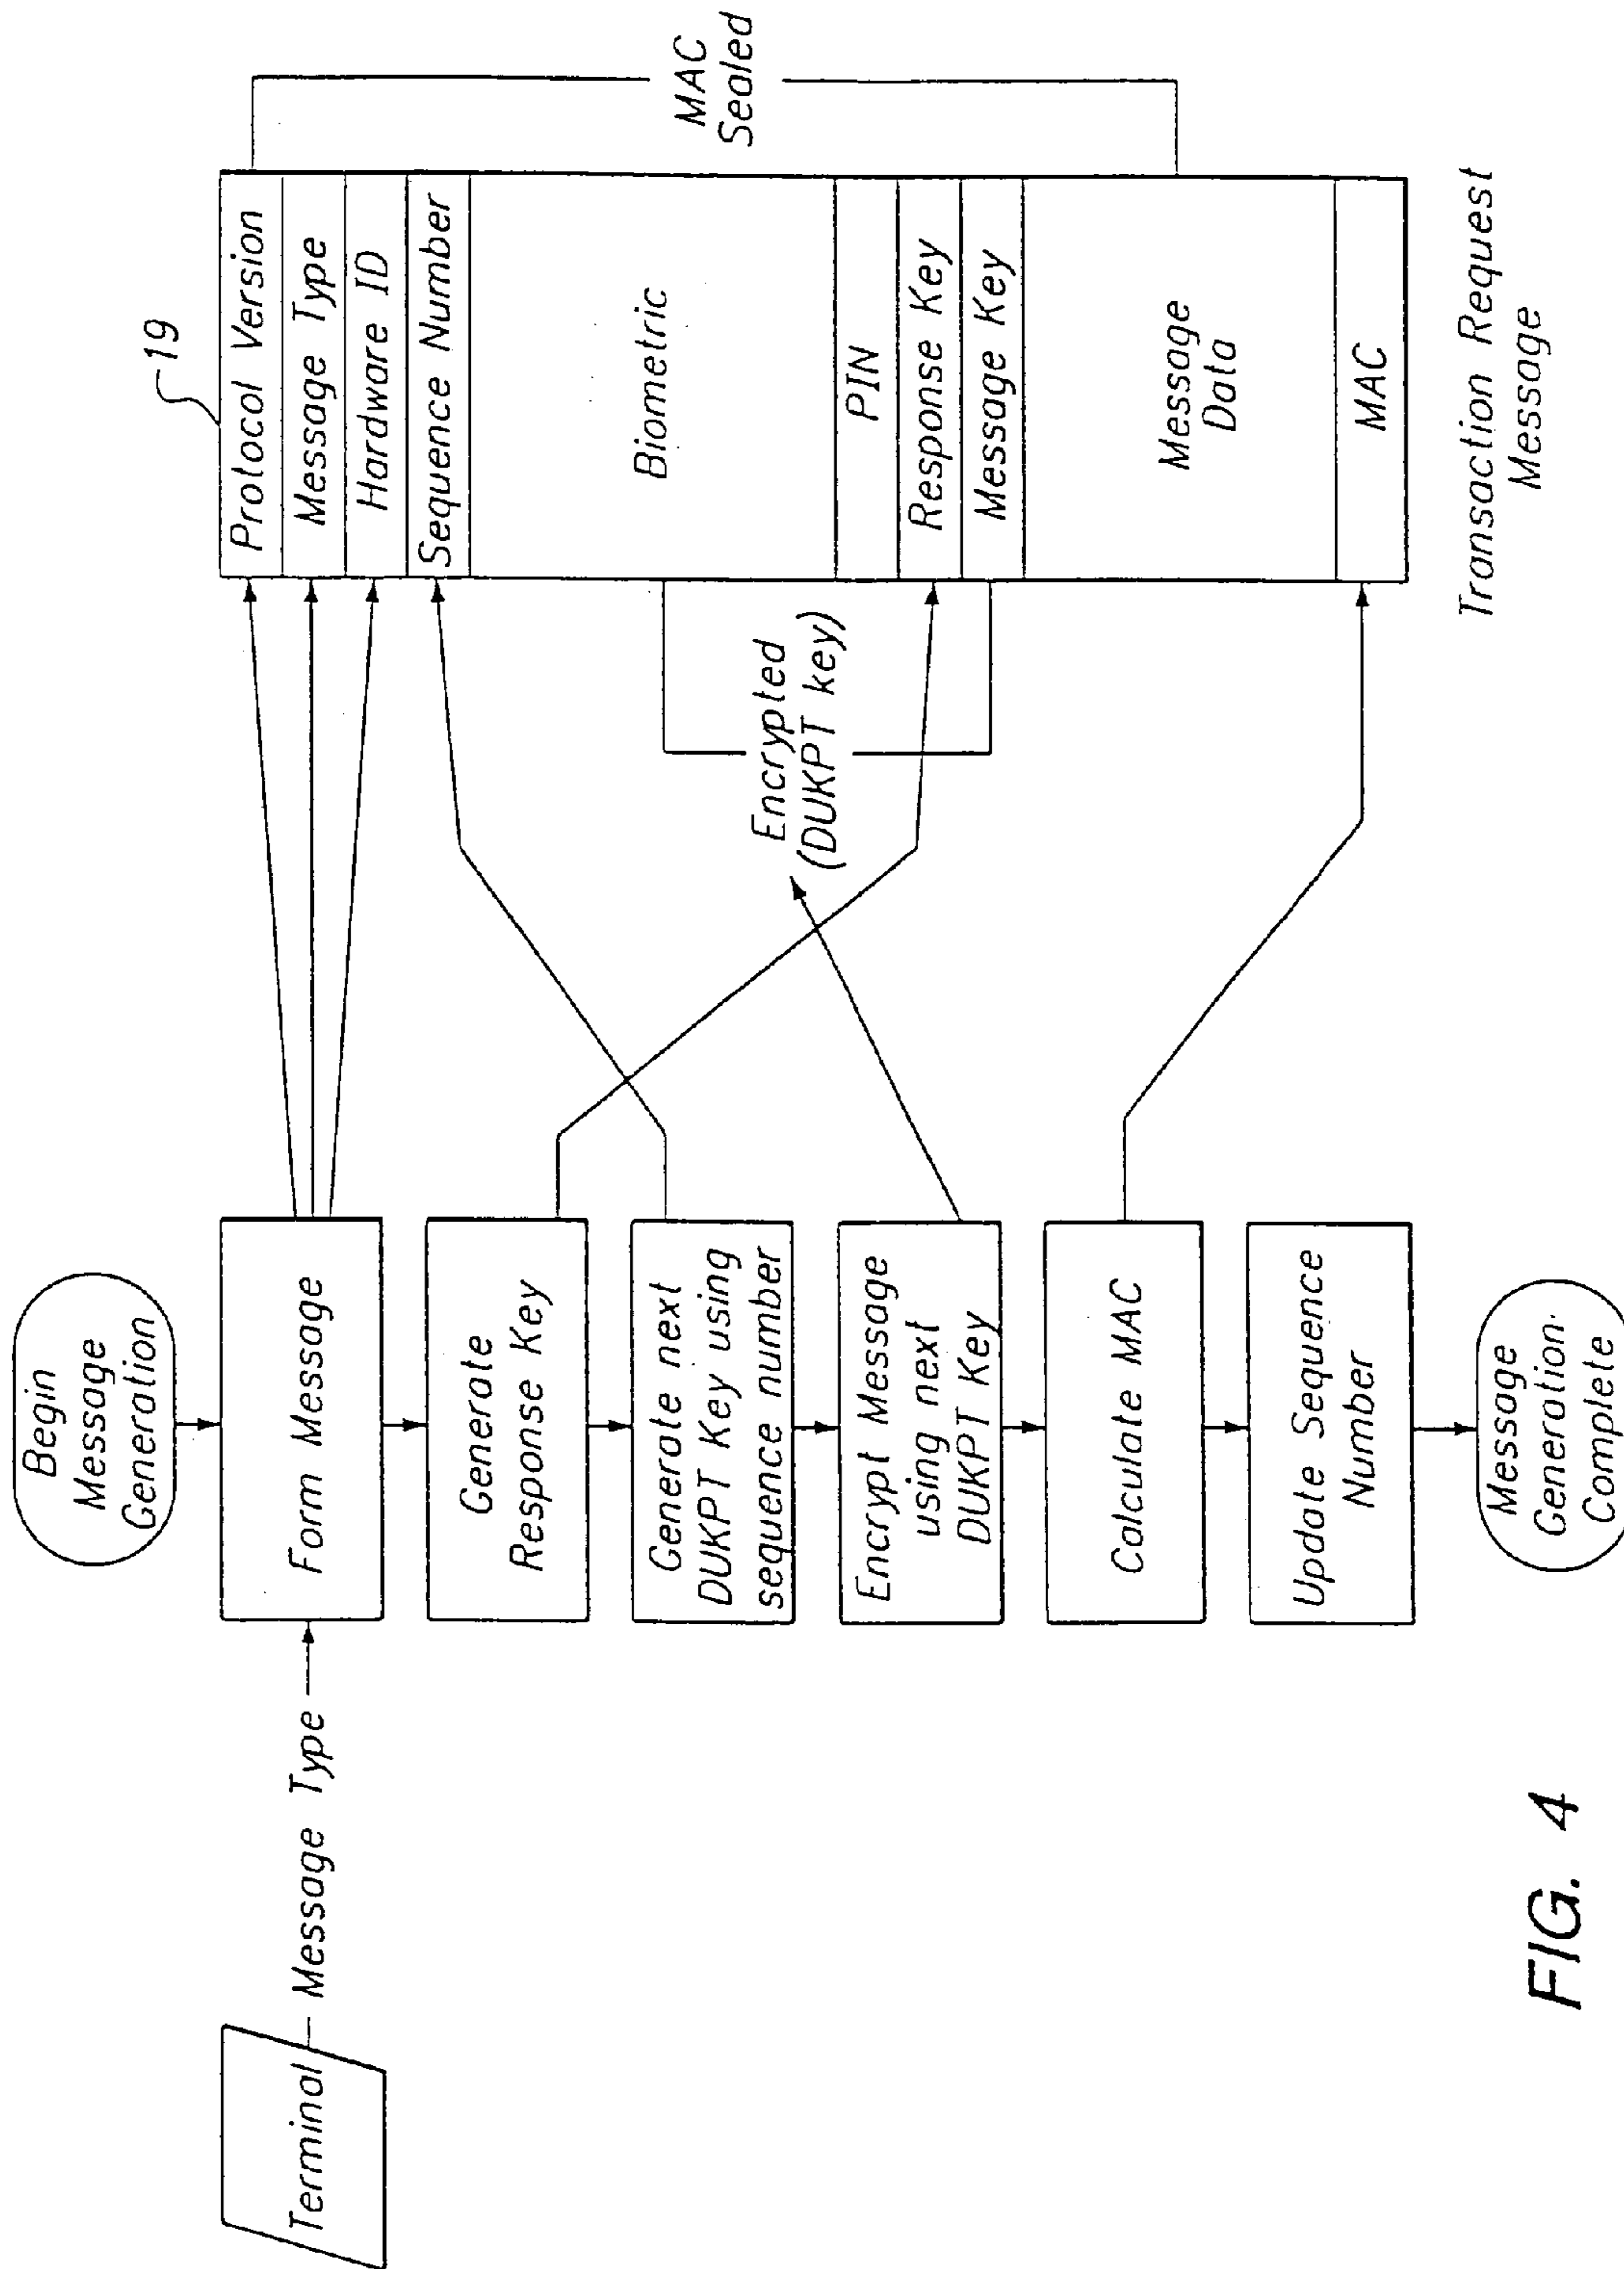 Begin
Message
Generation
Terminal
Message Type
Form Message
Generate
Response Key
Generate next
DUKPT Key using
sequence number
Encrypt Message
using next
DUKPT Key
Calculate MAC
Update Sequence
Number
Message
Generation
Complete
19
Protocol Version
Message Type
Hardware ID
Sequence Number
Biometric
PIN
Response Key
Message Key
Message
Data
MAC
Encrypted
(DUKPT key)
MAC
Sealed
Transaction Request
Message
FIG. 4